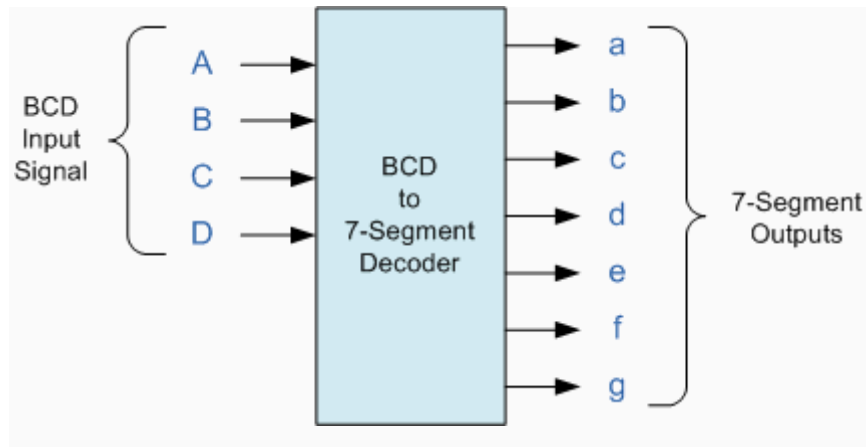 BCD
Input
Signal
A
B
C
D
BCD
to
7-Segment
Decoder
a
b
c
d
e
f
g
7-Segment
Outputs